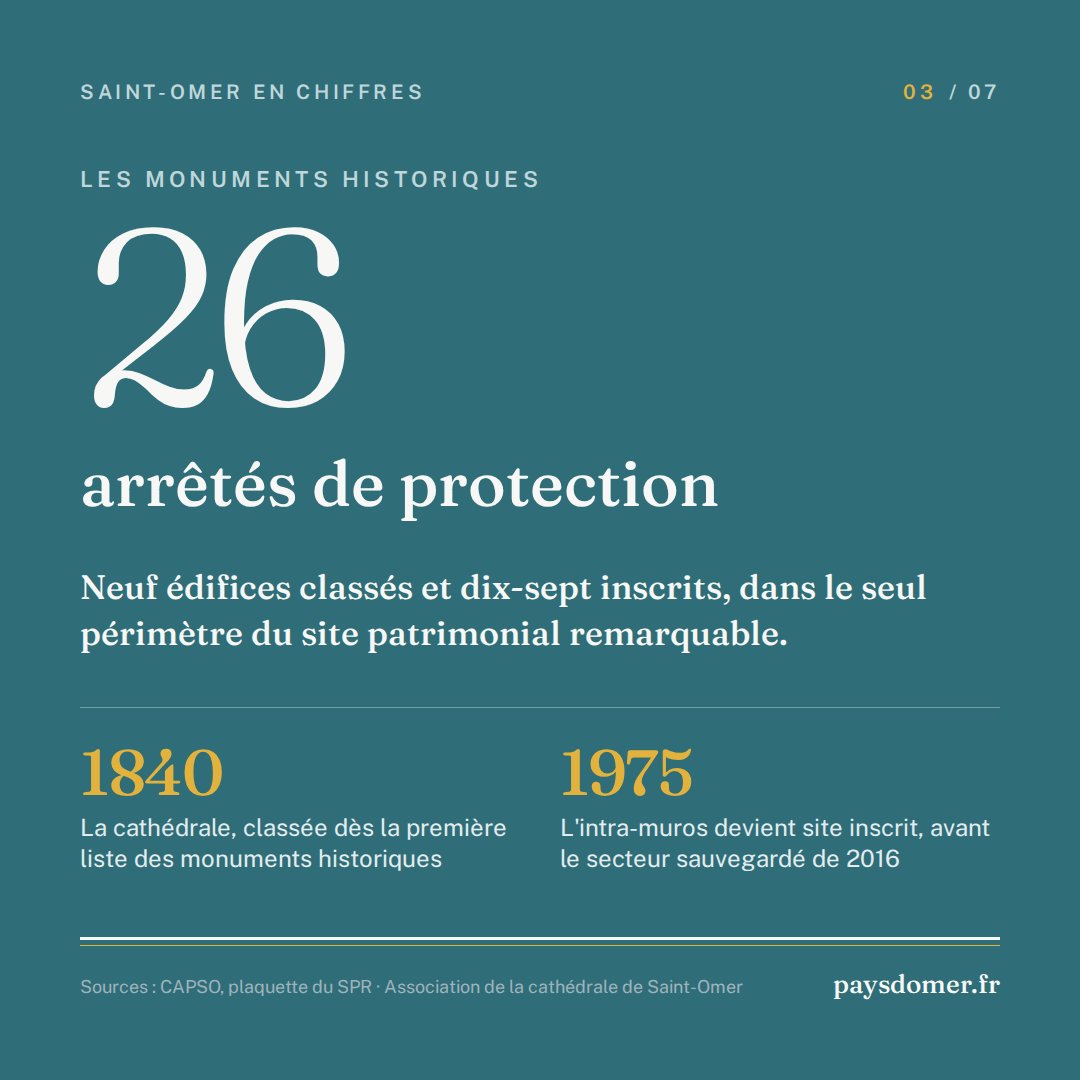 SAINT-OMER EN CHIFFRES
03 / 07
LES MONUMENTS HISTORIQUES
26
arrêtés de protection
Neuf édifices classés et dix-sept inscrits, dans le seul
périmètre du site patrimonial remarquable.
1840
La cathédrale, classée dès la première
liste des monuments historiques
1975
L'intra-muros devient site inscrit, avant
le secteur sauvegardé de 2016
Sources : CAPSO, plaquette du SPR · Association de la cathédrale de Saint-Omer
paysdomer.fr